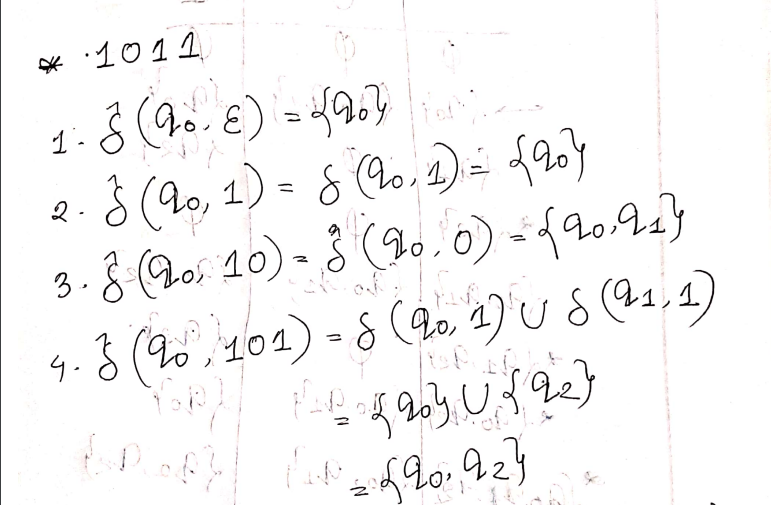 * .1011
1. δ̂(q₀, ε) = {q₀}
2. δ̂(q₀, 1) = δ(q₀, 1) = {q₀}
3. δ̂(q₀, 10) = δ̂(q₀, 0) = {q₀, q₁}
4. δ̂(q₀, 101) = δ(q₀, 1) ∪ δ(q₁, 1)
= {q₀} ∪ {q₂}
= {q₀, q₂}